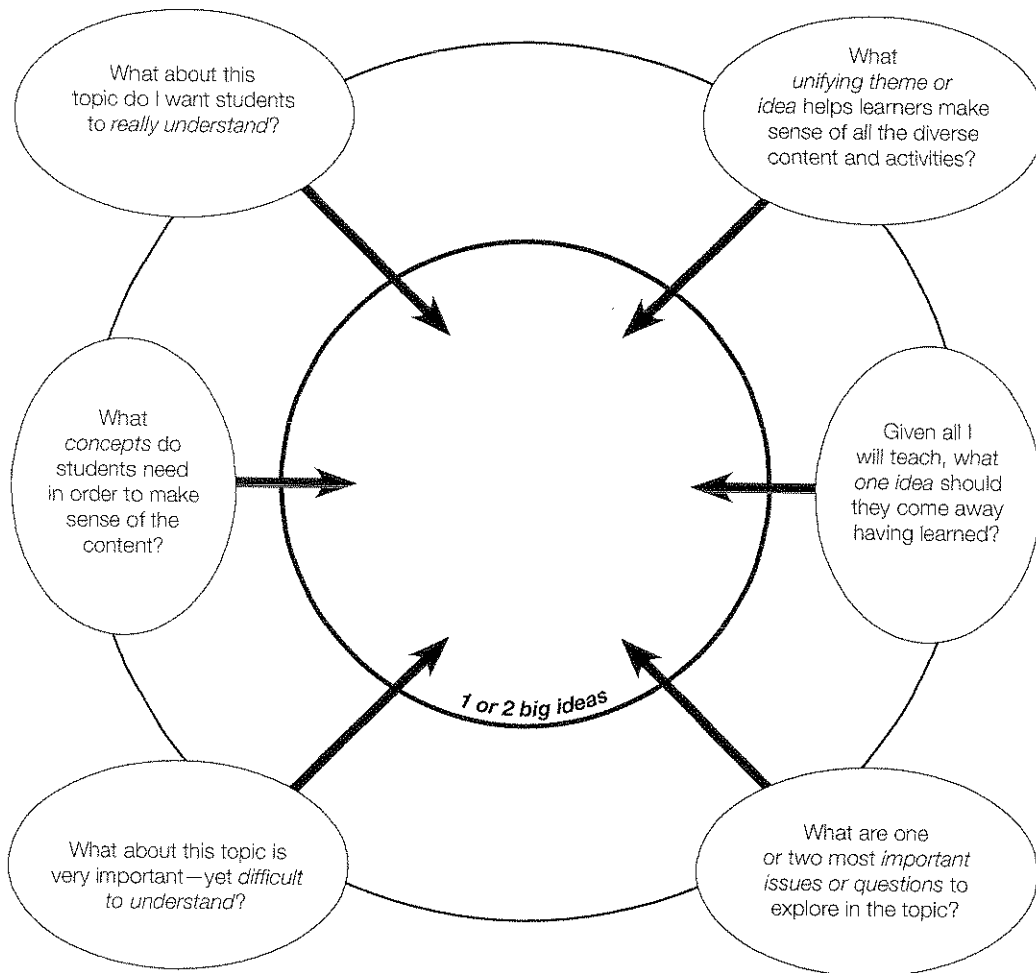 What about this
topic do I want students
to really understand?
What
unifying theme or
idea helps learners make
sense of all the diverse
content and activities?
What
concepts do
students need
in order to make
sense of the
content?
Given all I
will teach, what
one idea should
they come away
having learned?
1 or 2 big ideas
What about this topic is
very important—yet difficult
to understand?
What are one
or two most important
issues or questions to
explore in the topic?